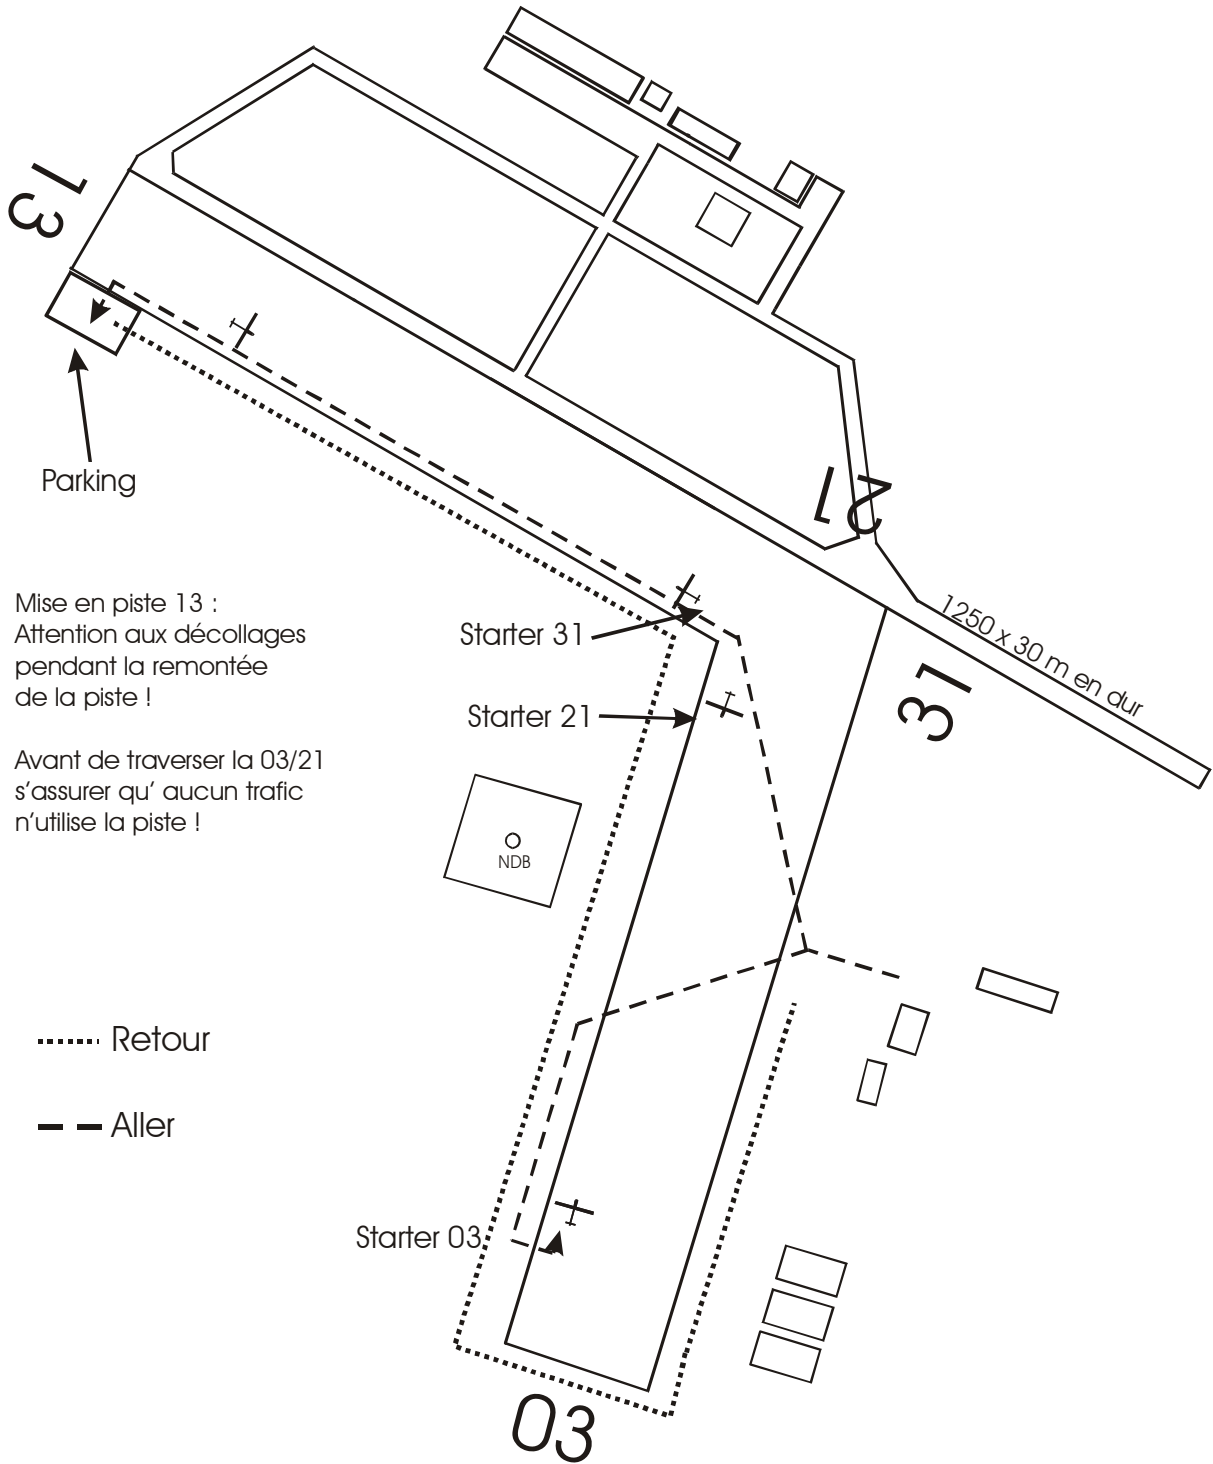 13
Parking
21
Mise en piste 13 :
Attention aux décollages
pendant la remontée
de la piste !
Starter 31
1250 x 30 m en dur
31
Starter 21
Avant de traverser la 03/21
s'assurer qu' aucun trafic
n'utilise la piste !
NDB
Retour
Aller
Starter 03
03